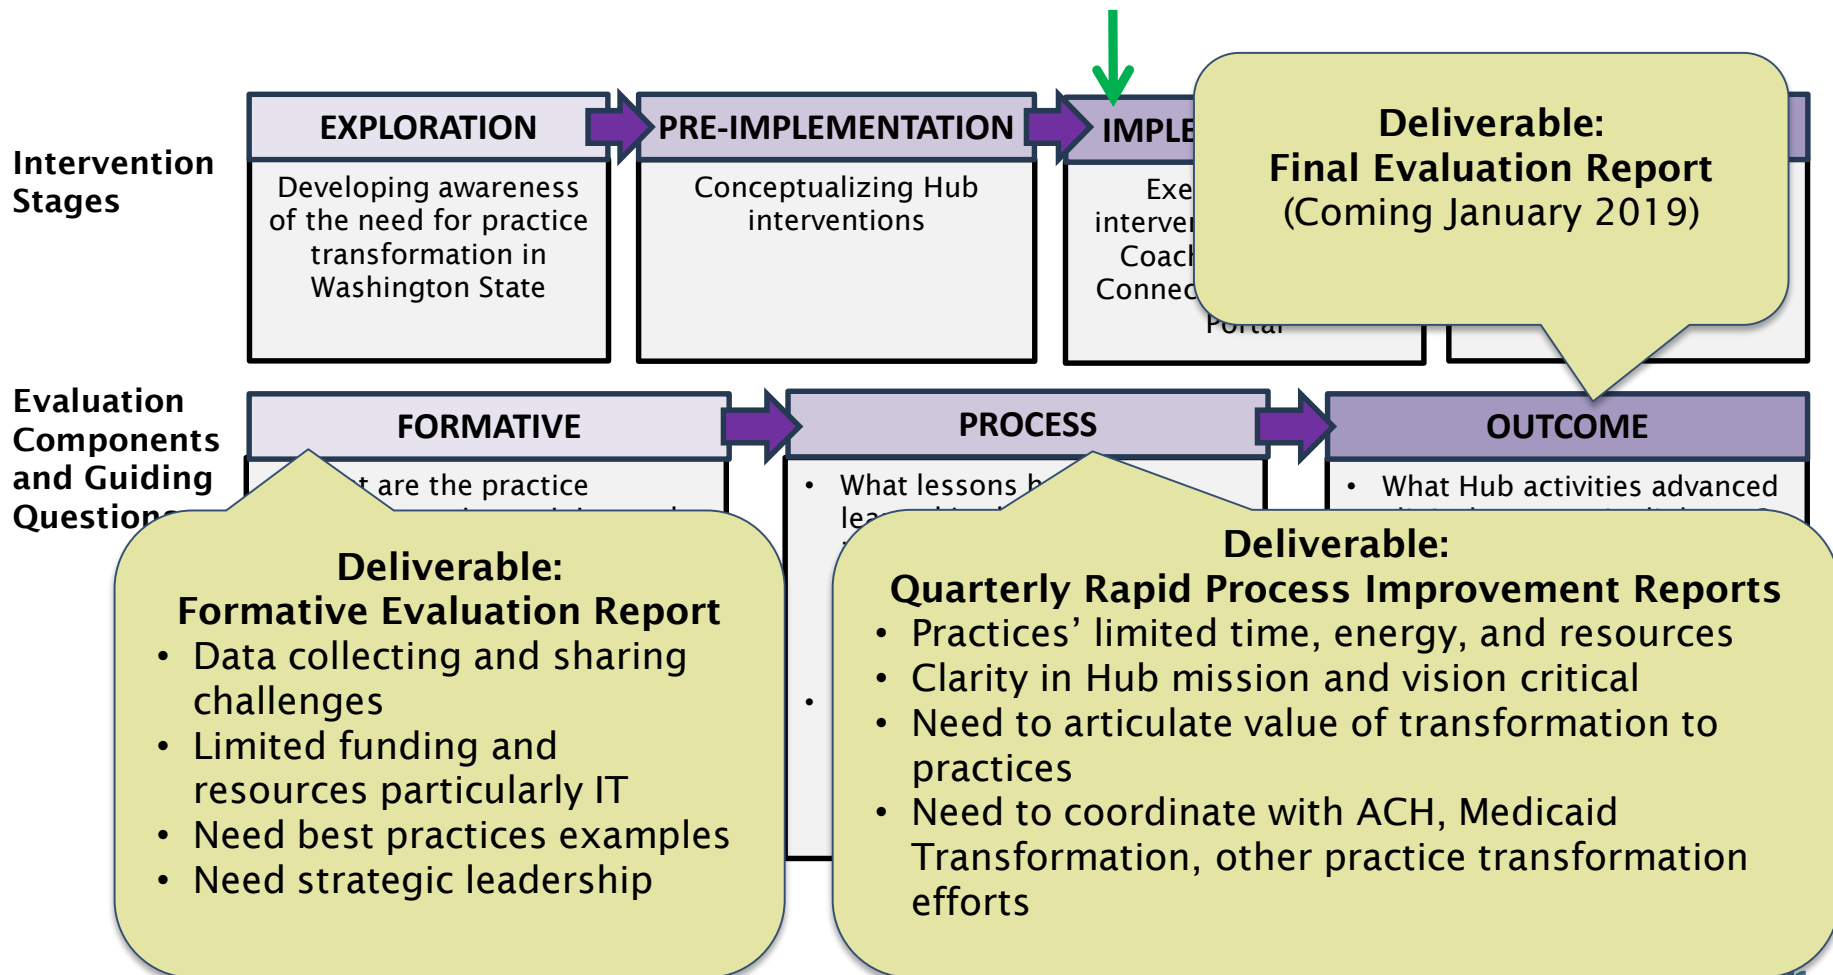 Intervention
Stages
EXPLORATION
Developing awareness
of the need for practice
transformation in
Washington State
PRE-IMPLEMENTATION
Conceptualizing Hub
interventions
Deliverable:
Final Evaluation Report
(Coming January 2019)
Evaluation
Components
and Guiding
FORMATIVE
are the practice
PROCESS
• What lessons
OUTCOME
• What Hub activities advanced
Deliverable:
Formative Evaluation Report
• Data collecting and sharing
challenges
• Limited funding and
resources particularly IT
• Need best practices examples
• Need strategic leadership
Deliverable:
Quarterly Rapid Process Improvement Reports
• Practices’ limited time, energy, and resources
• Clarity in Hub mission and vision critical
• Need to articulate value of transformation to
practices
• Need to coordinate with ACH, Medicaid
Transformation, other practice transformation
efforts